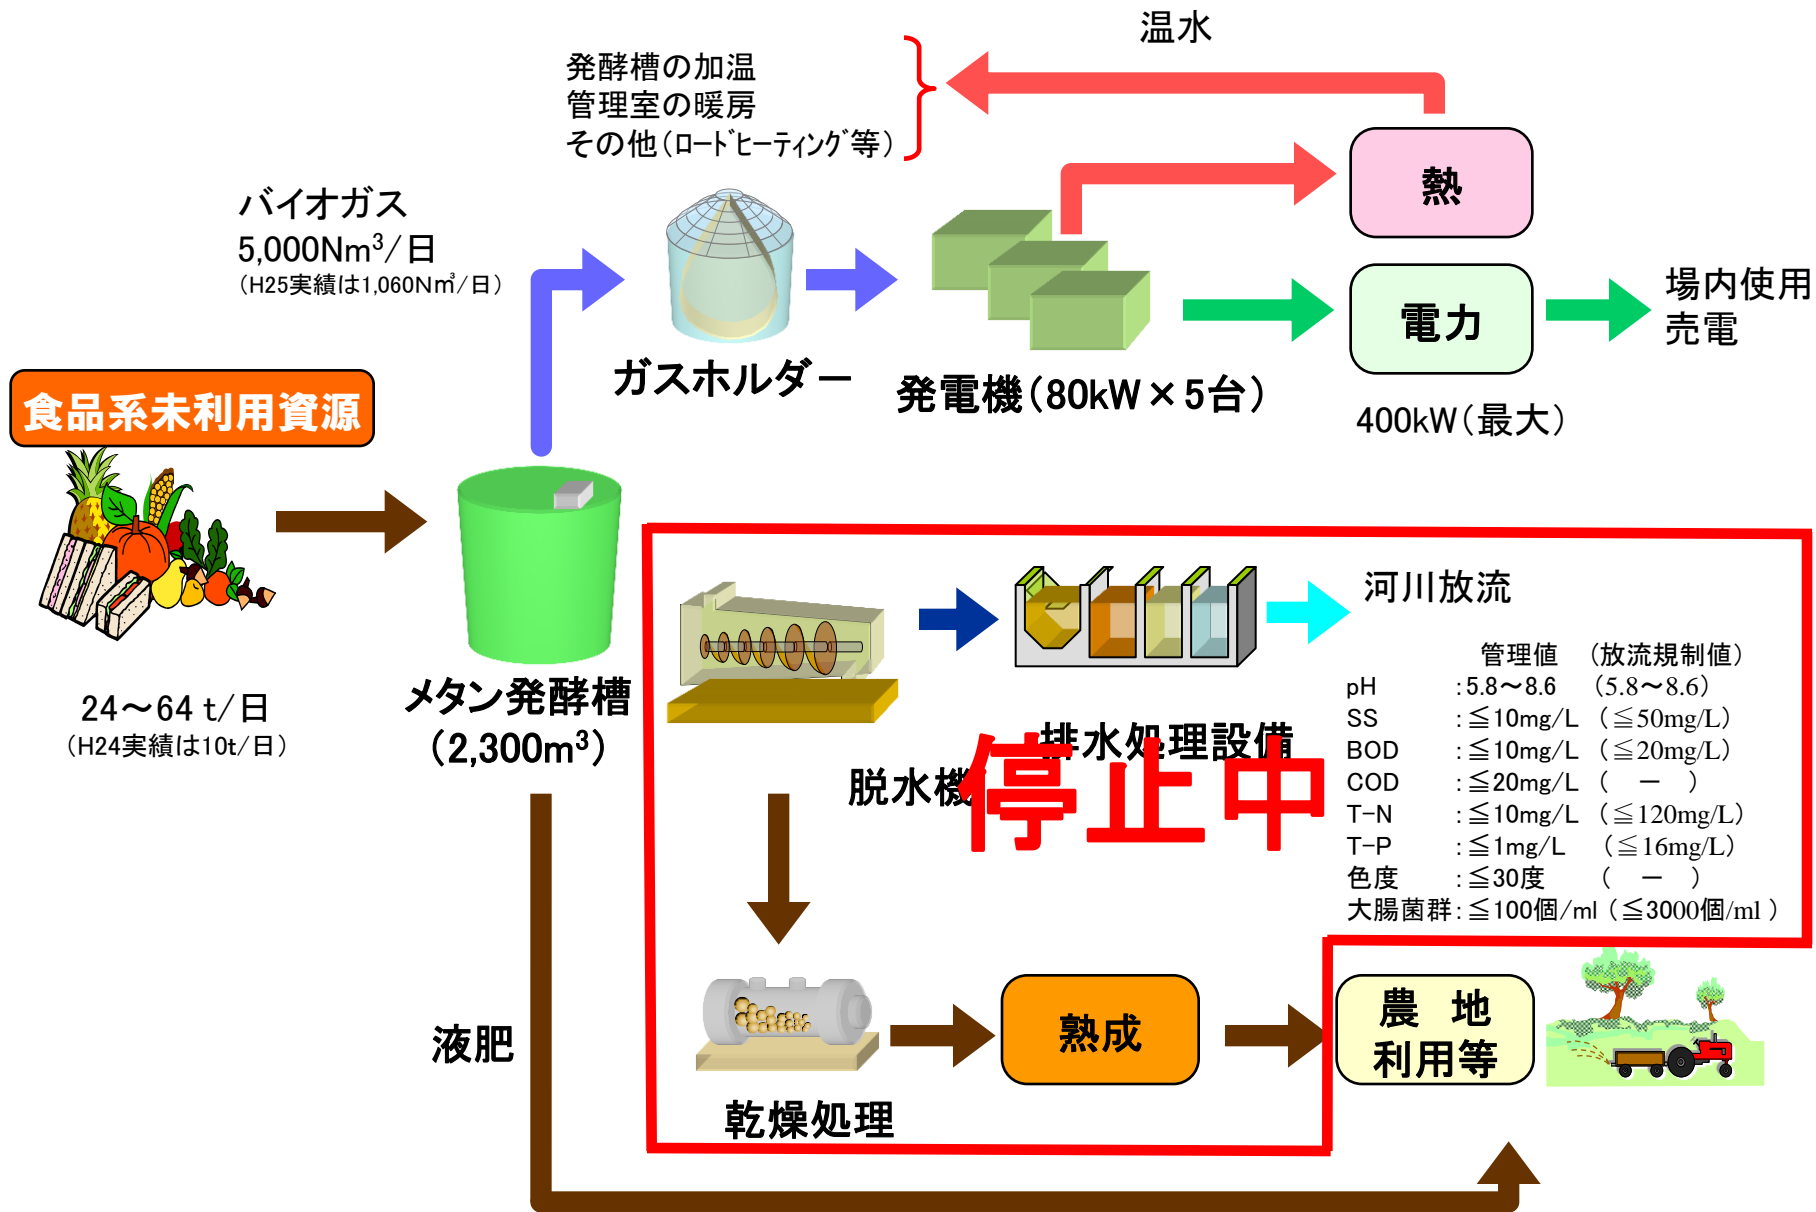 温水
発酵槽の加温
管理室の暖房
その他(ロードヒーティング等)
熱
バイオガス
5,000Nm³/日
(H25実績は1,060N㎥/日)
電力
場内使用
売電
ガスホルダー
発電機(80kW×5台)
400kW(最大)
食品系未利用資源
24～64 t/日
(H24実績は10t/日)
メタン発酵槽
(2,300m³)
河川放流
管理値 (放流規制値)
pH :5.8～8.6 (5.8～8.6)
SS :≦10mg/L (≦50mg/L)
BOD :≦10mg/L (≦20mg/L)
COD :≦20mg/L ( － )
T-N :≦10mg/L (≦120mg/L)
T-P :≦1mg/L (≦16mg/L)
色度 :≦30度 ( － )
大腸菌群:≦100個/ml (≦3000個/ml )
排水処理設備
脱水機
停止中
液肥
熟成
農 地
利用等
乾燥処理